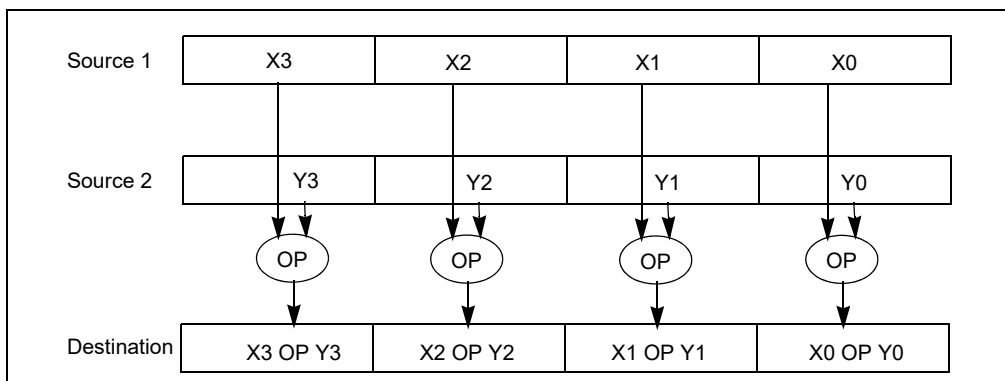 Source 1 X3 X2 X1 X0
Source 2 Y3 Y2 Y1 Y0
OP OP OP OP
Destination X3 OP Y3 X2 OP Y2 X1 OP Y1 X0 OP Y0